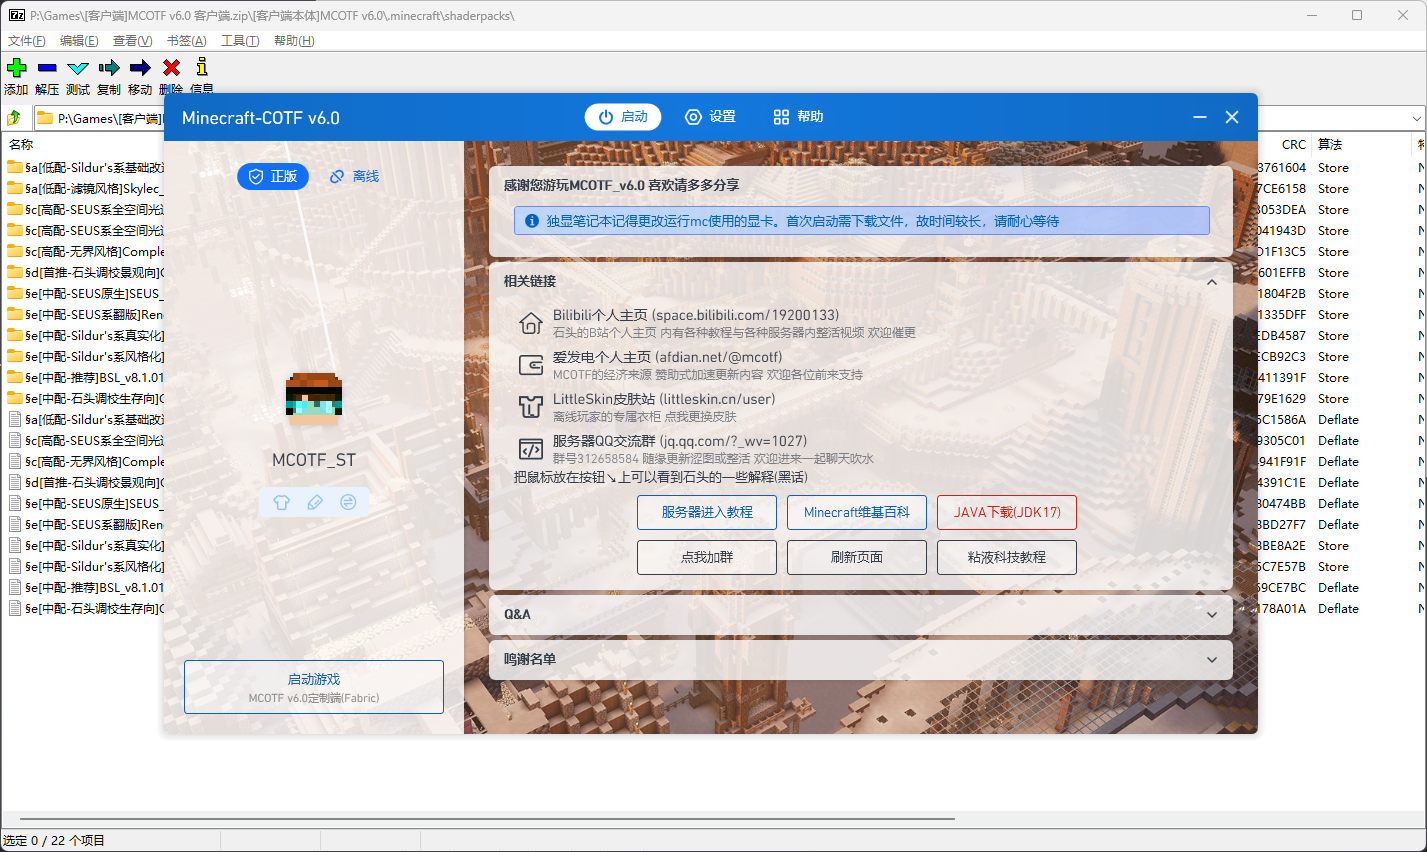 P:\Games\[客户端]MCOTF v6.0 客户端.zip\[客户端本体]MCOTF v6.0\.minecraft\shaderpacks\
文件(F) 编辑(E) 查看(V) 书签(A) 工具(T) 帮助(H)
添加 解压 测试 复制 移动 删除 信息
P:\Games\[客户端]
名称 CRC 算法
§a[低配-Sildur's系基础改
3761604 Store
§a[低配-滤镜风格]Skylec_
7CE6158 Store
§c[高配-SEUS系全空间光
3053DEA Store
§c[高配-SEUS系全空间光
041943D Store
§c[高配-无界风格]Comple
D1F13C5 Store
§d[首推-石头调校景观向]
601EFFB Store
§e[中配-SEUS原生]SEUS_
1804F2B Store
§e[中配-SEUS系翻版]Ren
1335DFF Store
§e[中配-Sildur's系真实化]
EDB4587 Store
§e[中配-Sildur's系风格化]
ECB92C3 Store
§e[中配-推荐]BSL_v8.1.01
7411391F Store
§e[中配-石头调校生存向]
79E1629 Store
§a[低配-Sildur's系基础改
5C1586A Deflate
§c[高配-SEUS系全空间光
9305C01 Deflate
§c[高配-无界风格]Comple
4941F91F Deflate
§d[首推-石头调校景观向]
4391C1E Deflate
§e[中配-SEUS原生]SEUS_
80474BB Deflate
§e[中配-SEUS系翻版]Ren
3BD27F7 Deflate
§e[中配-Sildur's系真实化]
3BE8A2E Store
§e[中配-Sildur's系风格化]
5C7E57B Store
§e[中配-推荐]BSL_v8.1.01
59CE7BC Deflate
§e[中配-石头调校生存向]
178A01A Deflate
Minecraft-COTF v6.0
启动 设置 帮助
正版 离线
MCOTF_ST
启动游戏
MCOTF v6.0定制端(Fabric)
感谢您游玩MCOTF_v6.0 喜欢请多多分享
独显笔记本记得更改运行mc使用的显卡。首次启动需下载文件，故时间较长，请耐心等待
相关链接
Bilibili个人主页 (space.bilibili.com/19200133)
石头的B站个人主页 内有各种教程与各种服务器内整活视频 欢迎催更
爱发电个人主页 (afdian.net/@mcotf)
MCOTF的经济来源 赞助式加速更新内容 欢迎各位前来支持
LittleSkin皮肤站 (littleskin.cn/user)
离线玩家的专属衣柜 点我更换皮肤
服务器QQ交流群 (jq.qq.com/?_wv=1027)
群号312658584 随缘更新涩图或整活 欢迎进来一起聊天吹水
把鼠标放在按钮↘上可以看到石头的一些解释(黑话)
服务器进入教程 Minecraft维基百科 JAVA下载(JDK17)
点我加群 刷新页面 粘液科技教程
Q&A
鸣谢名单
选定 0 / 22 个项目